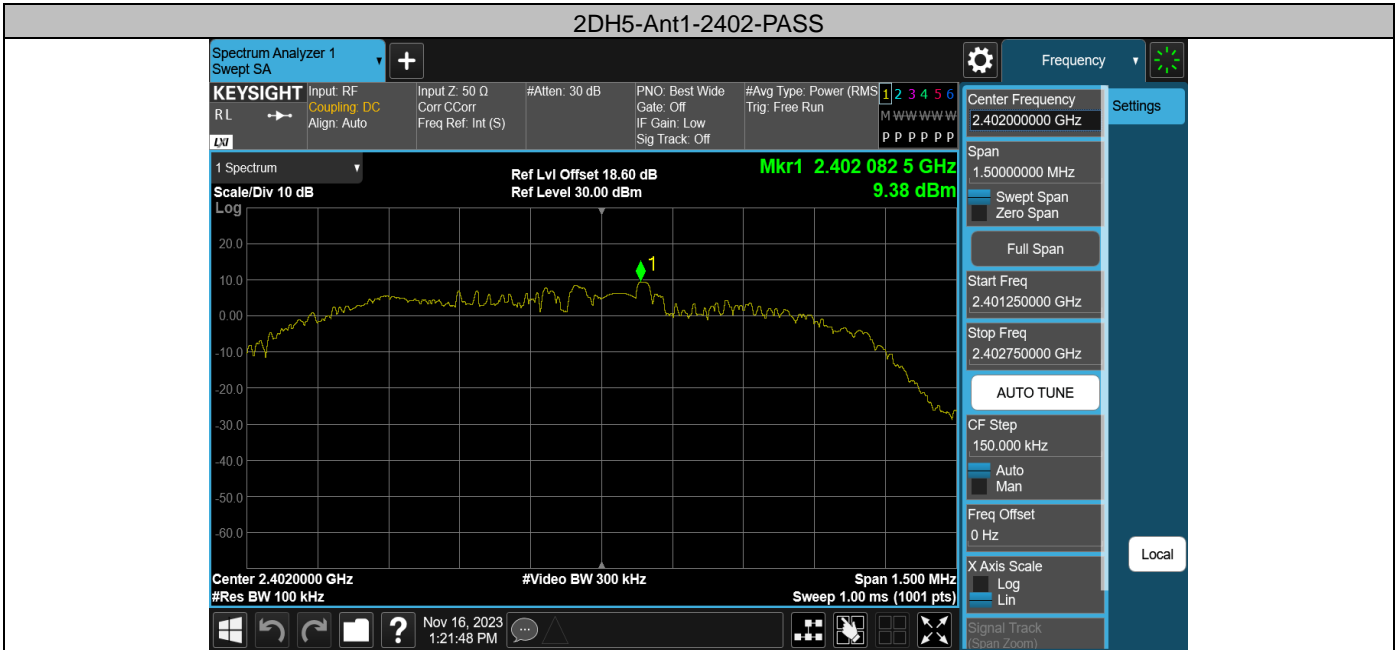 2DH5-Ant1-2402-PASS
Spectrum Analyzer 1
Swept SA
Frequency
KEYSIGHT
RL
LXI
Input: RF
Coupling: DC
Align: Auto
Input Z: 50 Ω
Corr CCorr
Freq Ref: Int (S)
#Atten: 30 dB
PNO: Best Wide
Gate: Off
IF Gain: Low
Sig Track: Off
#Avg Type: Power (RMS
Trig: Free Run
1 2 3 4 5 6
M W W W W W
P P P P P P
1 Spectrum
Scale/Div 10 dB
Ref Lvl Offset 18.60 dB
Ref Level 30.00 dBm
Mkr1 2.402 082 5 GHz
9.38 dBm
Log
20.0
10.0
0.00
-10.0
-20.0
-30.0
-40.0
-50.0
-60.0
1
Center 2.4020000 GHz
#Res BW 100 kHz
#Video BW 300 kHz
Span 1.500 MHz
Sweep 1.00 ms (1001 pts)
Center Frequency
2.402000000 GHz
Settings
Span
1.50000000 MHz
Swept Span
Zero Span
Full Span
Start Freq
2.401250000 GHz
Stop Freq
2.402750000 GHz
AUTO TUNE
CF Step
150.000 kHz
Auto
Man
Freq Offset
0 Hz
X Axis Scale
Log
Lin
Local
Signal Track
(Span Zoom)
?
Nov 16, 2023
1:21:48 PM